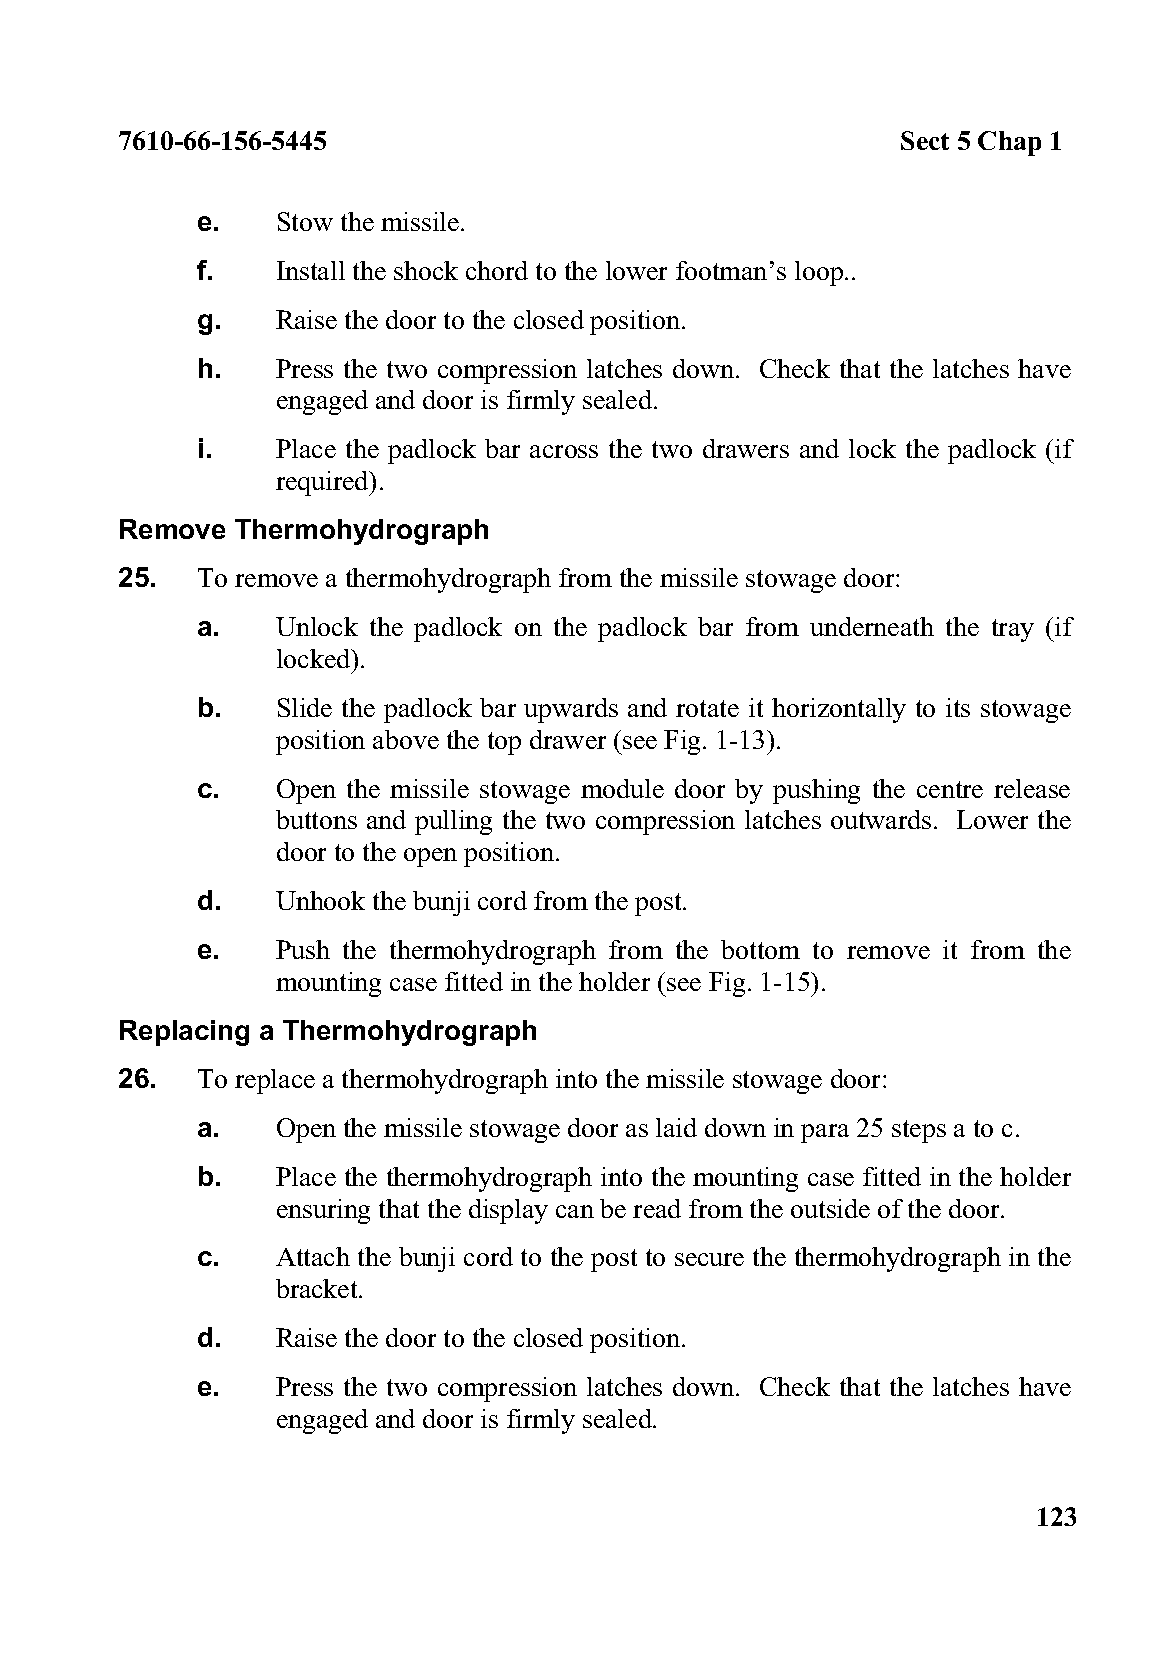 7610-66-156-5445 Sect 5 Chap 1
e. Stow the missile.
f. Install the shock chord to the lower footman’s loop..
g. Raise the door to the closed position.
h. Press the two compression latches down. Check that the latches have
engaged and door is firmly sealed.
i. Place the padlock bar across the two drawers and lock the padlock (if
required).
Remove Thermohydrograph
25. To remove a thermohydrograph from the missile stowage door:
a. Unlock the padlock on the padlock bar from underneath the tray (if
locked).
b. Slide the padlock bar upwards and rotate it horizontally to its stowage
position above the top drawer (see Fig. 1-13).
c. Open the missile stowage module door by pushing the centre release
buttons and pulling the two compression latches outwards. Lower the
door to the open position.
d. Unhook the bunji cord from the post.
e. Push the thermohydrograph from the bottom to remove it from the
mounting case fitted in the holder (see Fig. 1-15).
Replacing a Thermohydrograph
26. To replace a thermohydrograph into the missile stowage door:
a. Open the missile stowage door as laid down in para 25 steps a to c.
b. Place the thermohydrograph into the mounting case fitted in the holder
ensuring that the display can be read from the outside of the door.
c. Attach the bunji cord to the post to secure the thermohydrograph in the
bracket.
d. Raise the door to the closed position.
e. Press the two compression latches down. Check that the latches have
engaged and door is firmly sealed.
123